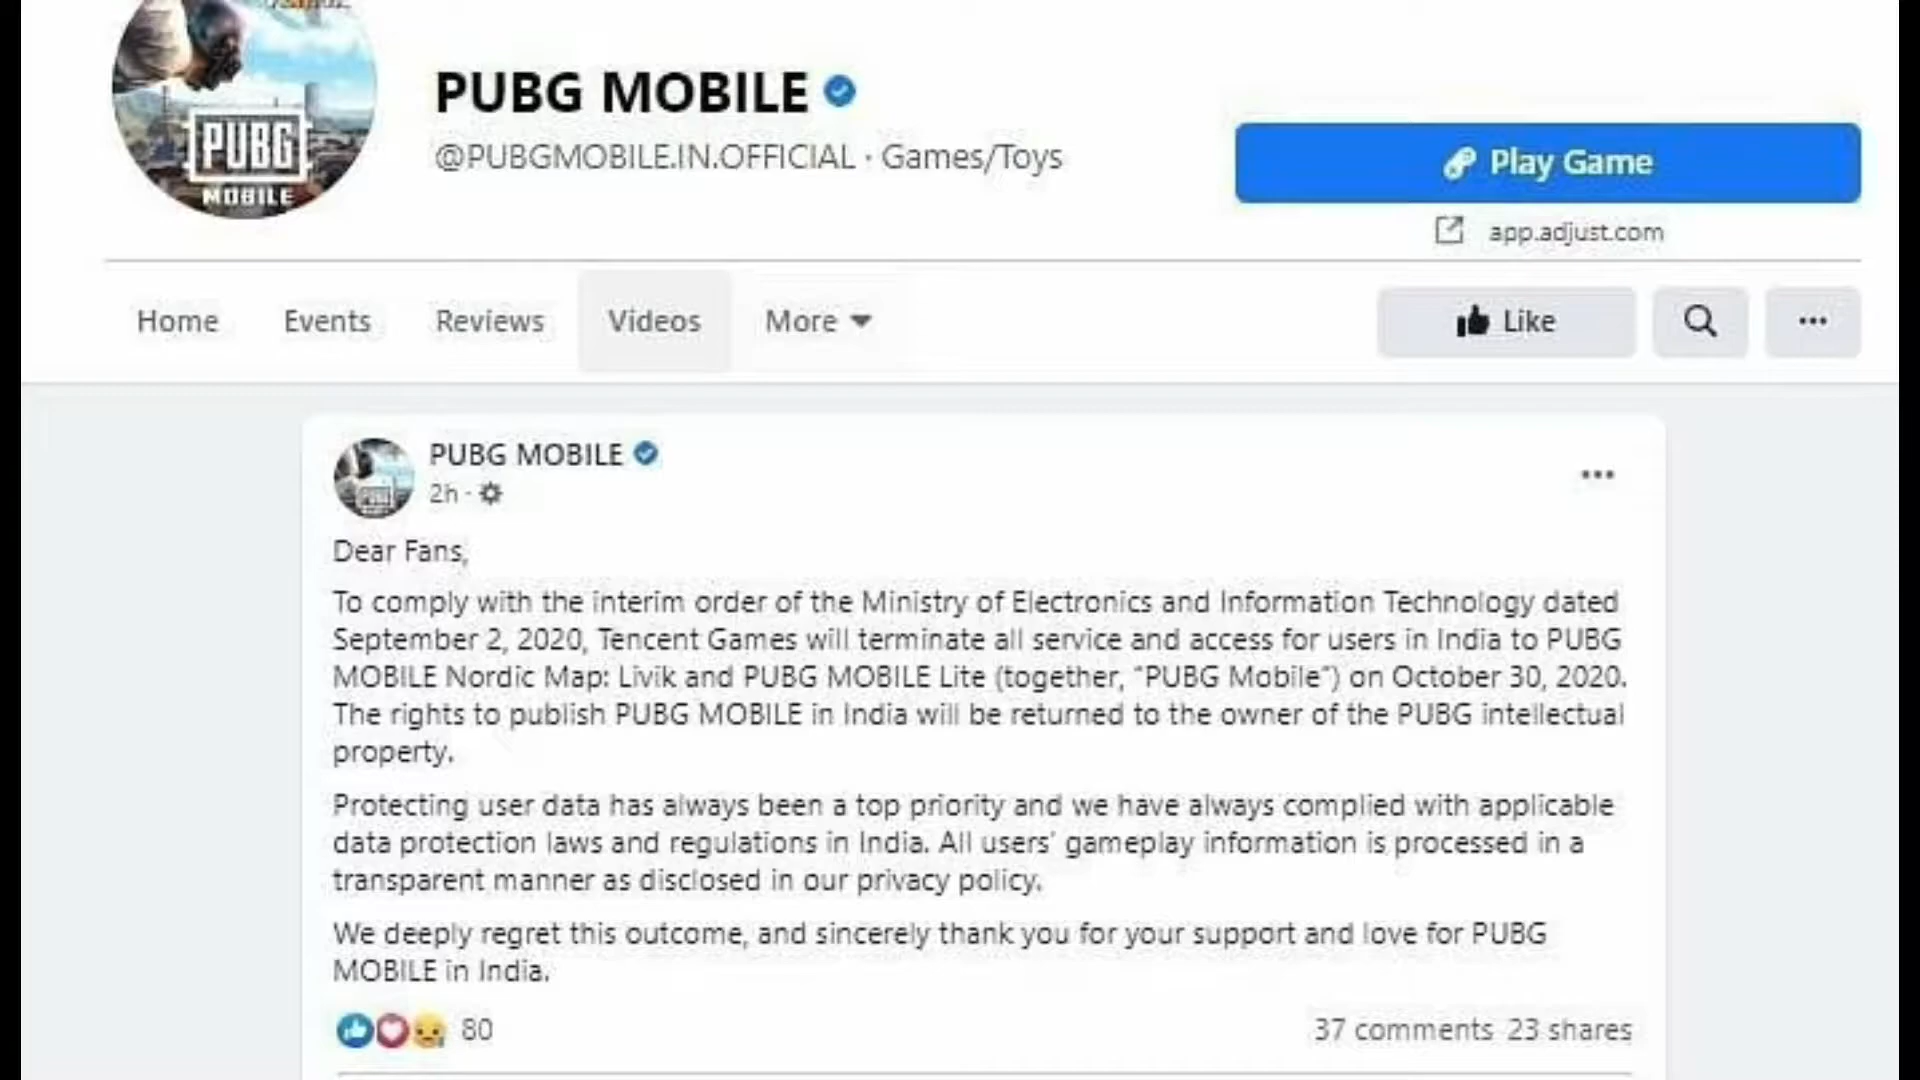 PUBG
MOBILE
PUBG MOBILE
@PUBGMOBILE.IN.OFFICIAL · Games/Toys
Play Game
app.adjust.com
Home Events Reviews Videos More
Like
PUBG MOBILE
2h ·
Dear Fans,
To comply with the interim order of the Ministry of Electronics and Information Technology dated
September 2, 2020, Tencent Games will terminate all service and access for users in India to PUBG
MOBILE Nordic Map: Livik and PUBG MOBILE Lite (together, "PUBG Mobile") on October 30, 2020.
The rights to publish PUBG MOBILE in India will be returned to the owner of the PUBG intellectual
property.
Protecting user data has always been a top priority and we have always complied with applicable
data protection laws and regulations in India. All users' gameplay information is processed in a
transparent manner as disclosed in our privacy policy.
We deeply regret this outcome, and sincerely thank you for your support and love for PUBG
MOBILE in India.
80
37 comments 23 shares